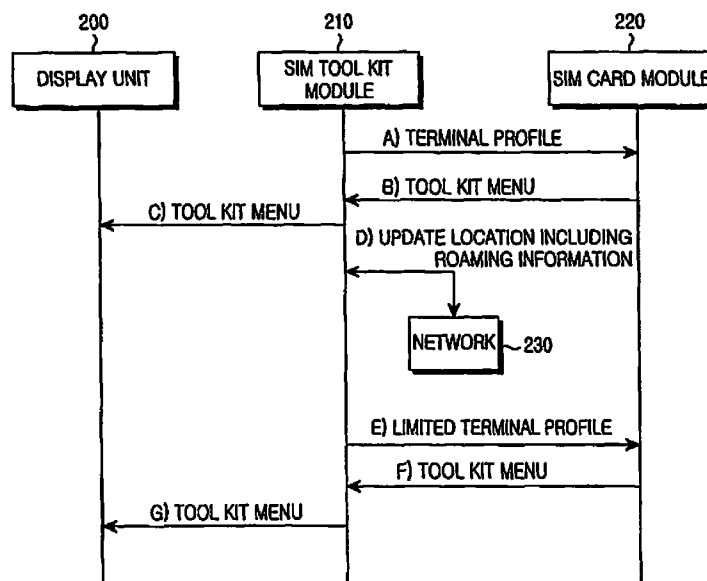 200
210
220
DISPLAY UNIT
SIM TOOL KIT
MODULE
SIM CARD MODULE
A) TERMINAL PROFILE
B) TOOL KIT MENU
C) TOOL KIT MENU
D) UPDATE LOCATION INCLUDING
ROAMING INFORMATION
NETWORK
230
E) LIMITED TERMINAL PROFILE
F) TOOL KIT MENU
G) TOOL KIT MENU